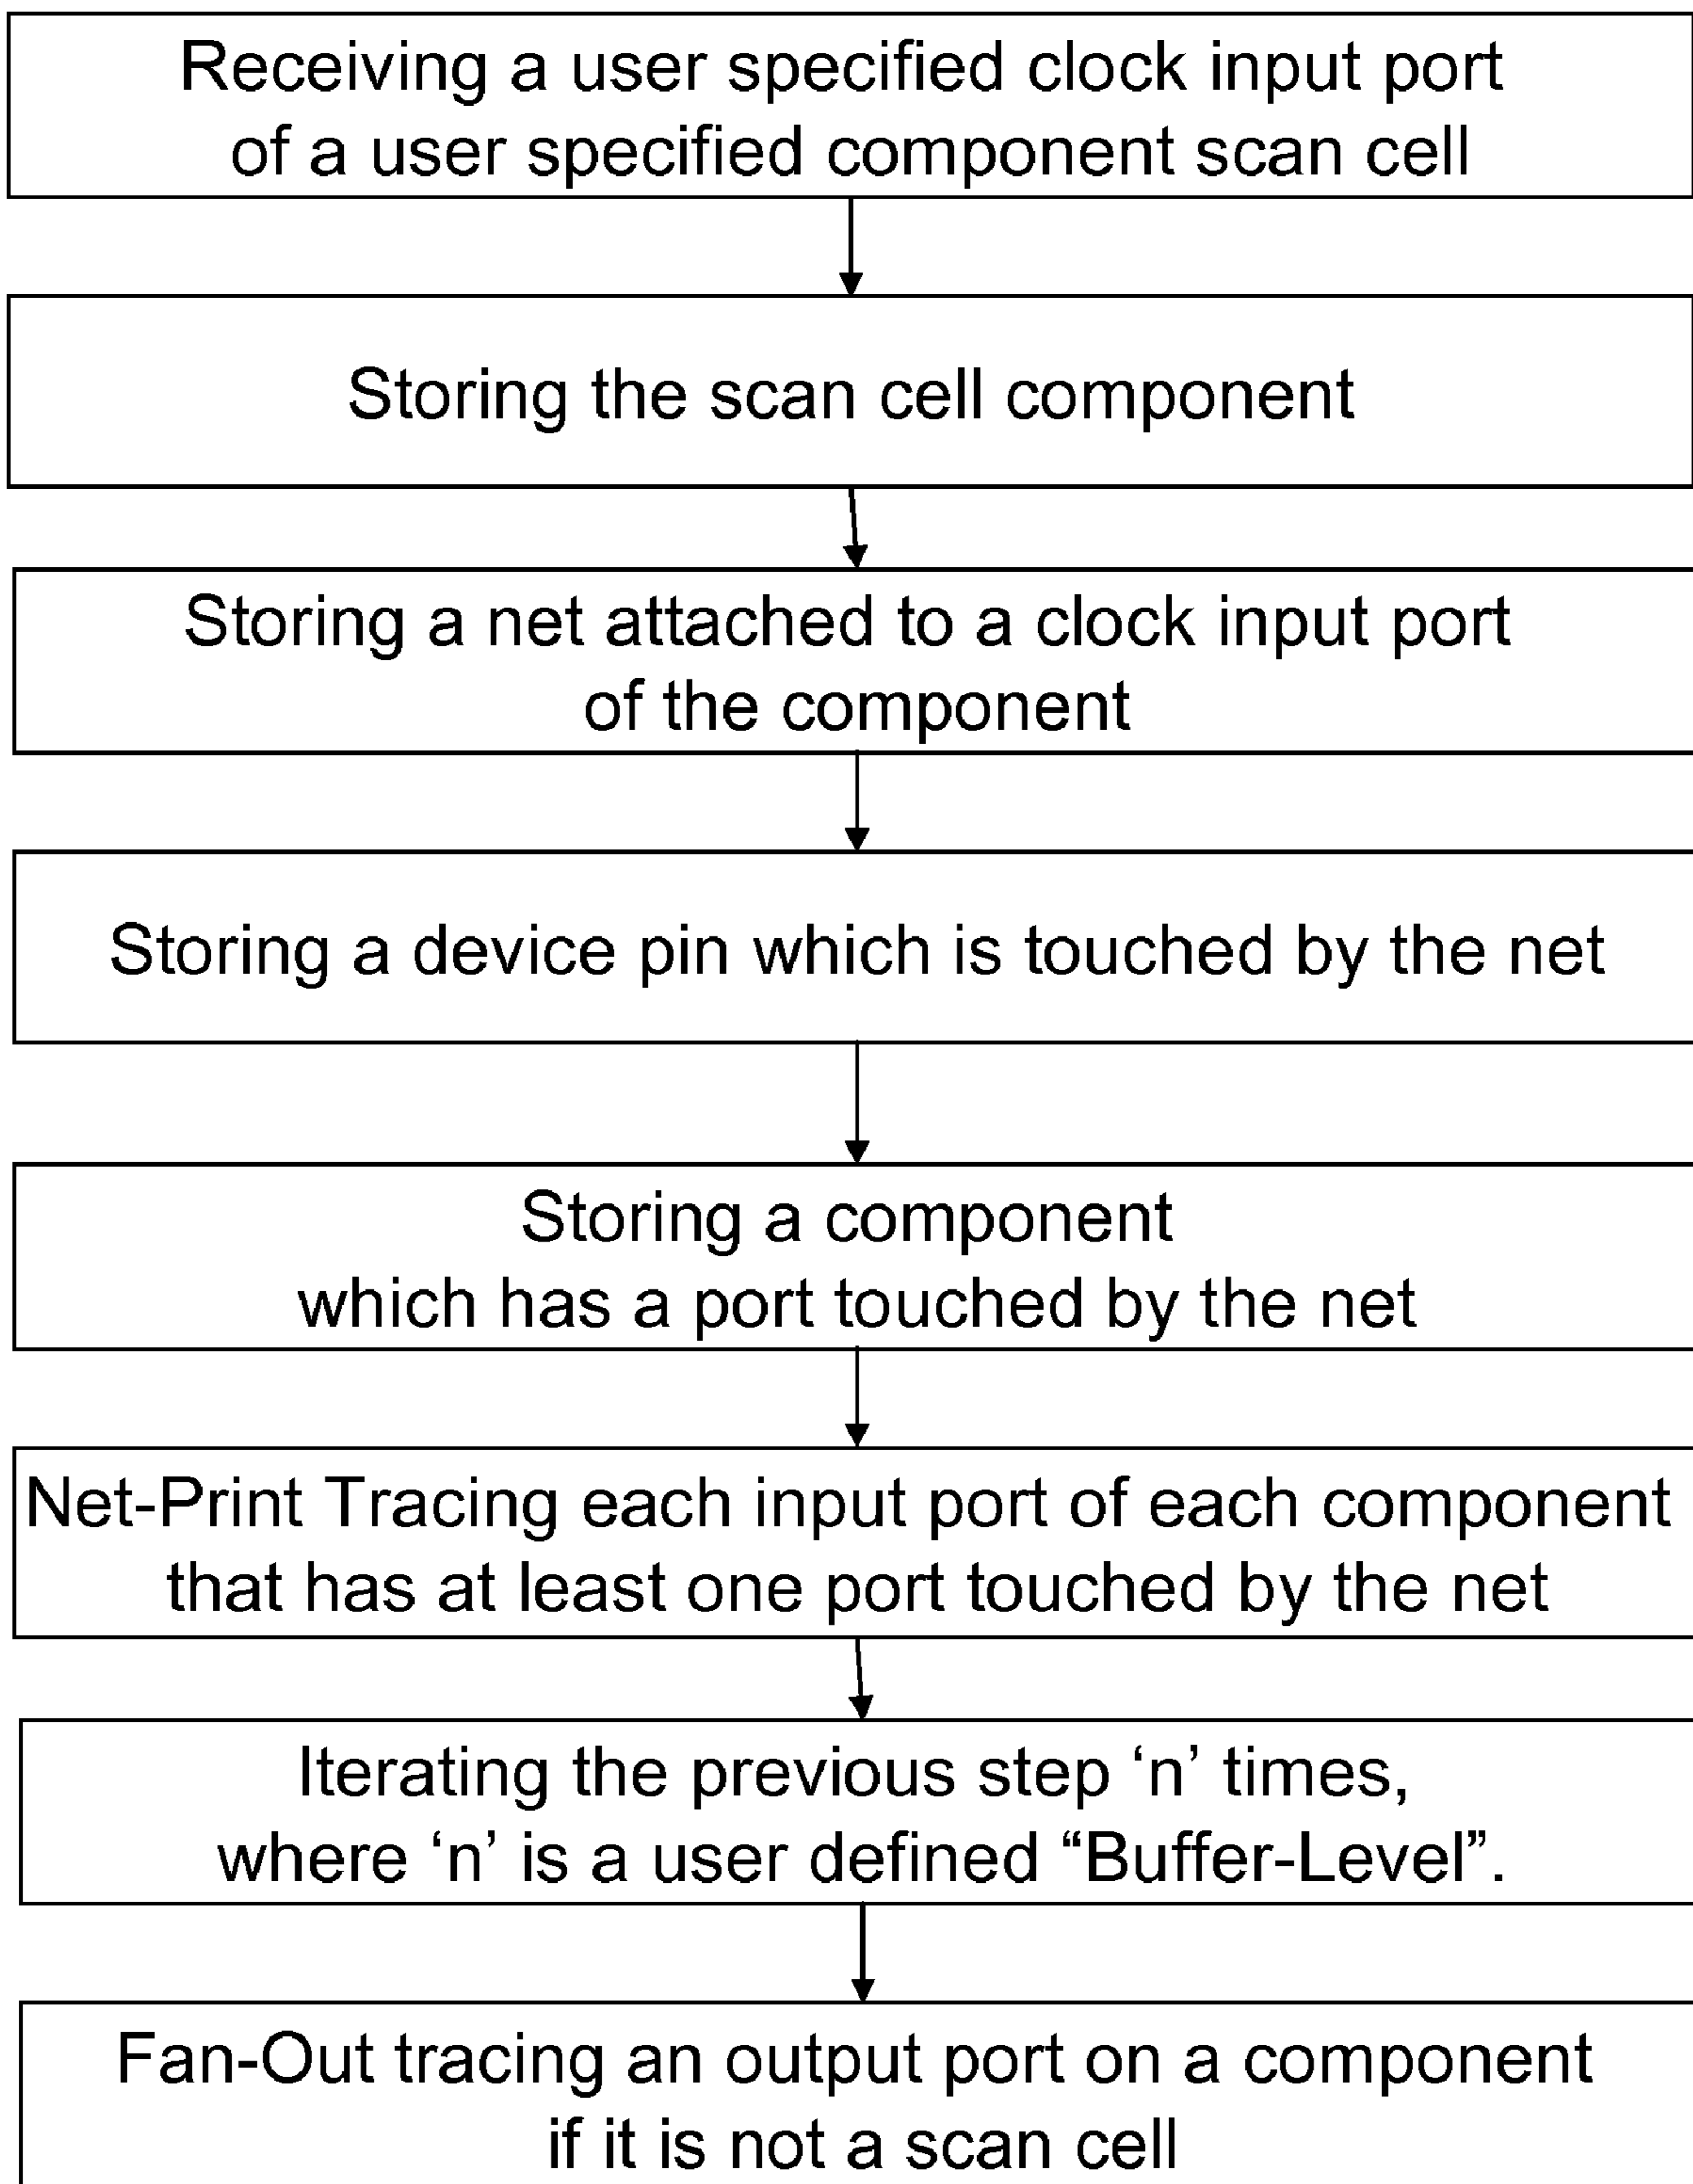 Receiving a user specified clock input port
of a user specified component scan cell
Storing the scan cell component
Storing a net attached to a clock input port
of the component
Storing a device pin which is touched by the net
Storing a component
which has a port touched by the net
Net-Print Tracing each input port of each component
that has at least one port touched by the net
Iterating the previous step ‘n’ times,
where ‘n’ is a user defined “Buffer-Level”.
Fan-Out tracing an output port on a component
if it is not a scan cell